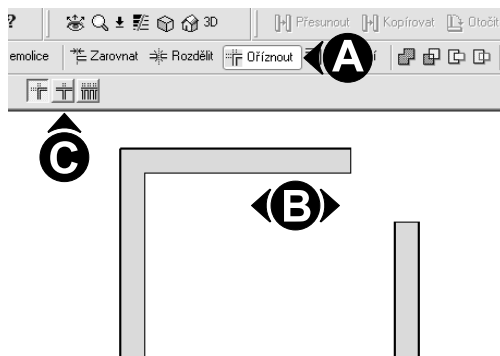 ? 3D Přesunout Kopírovat Otočit
emolice Zarovnat Rozdělit Oříznout A í
C
B